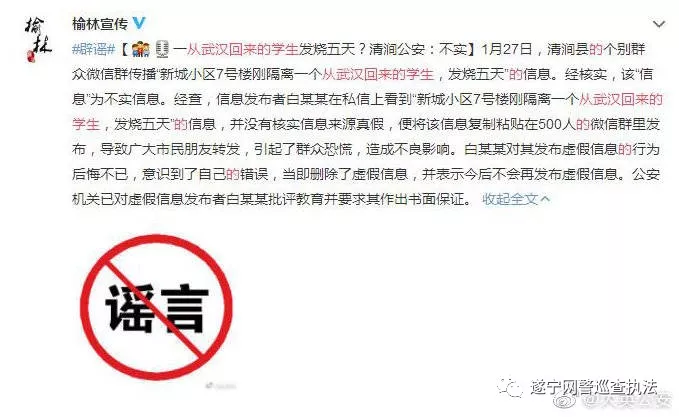 榆林
榆林宣传
#辟谣#【一从武汉回来的学生发烧五天？清涧公安：不实】1月27日，清涧县的个别群
众微信群传播“新城小区7号楼刚隔离一个从武汉回来的学生，发烧五天”的信息。经核实，该“信
息”为不实信息。经查，信息发布者白某某在私信上看到“新城小区7号楼刚隔离一个从武汉回来的
学生，发烧五天”的信息，并没有核实信息来源真假，便将该信息复制粘贴在500人的微信群里发
布，导致广大市民朋友转发，引起了群众恐慌，造成不良影响。白某某对其发布虚假信息的行为
后悔不已，意识到了自己的错误，当即删除了虚假信息，并表示今后不会再发布虚假信息。公安
机关已对虚假信息发布者白某某批评教育并要求其作出书面保证。 收起全文
谣言
遂宁网警巡查执法
@大英公安